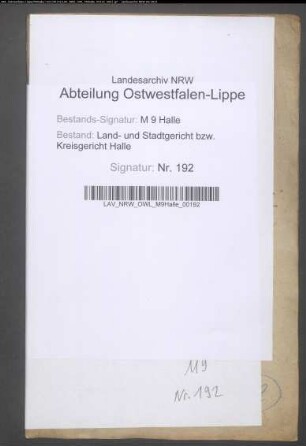 Landesarchiv NRW
Abteilung Ostwestfalen-Lippe
Bestands-Signatur: M 9 Halle
Bestand: Land- und Stadtgericht bzw.
Kreisgericht Halle
Signatur: Nr. 192
LAV_NRW_OWL_M9Halle_00192
M9
Nr. 192